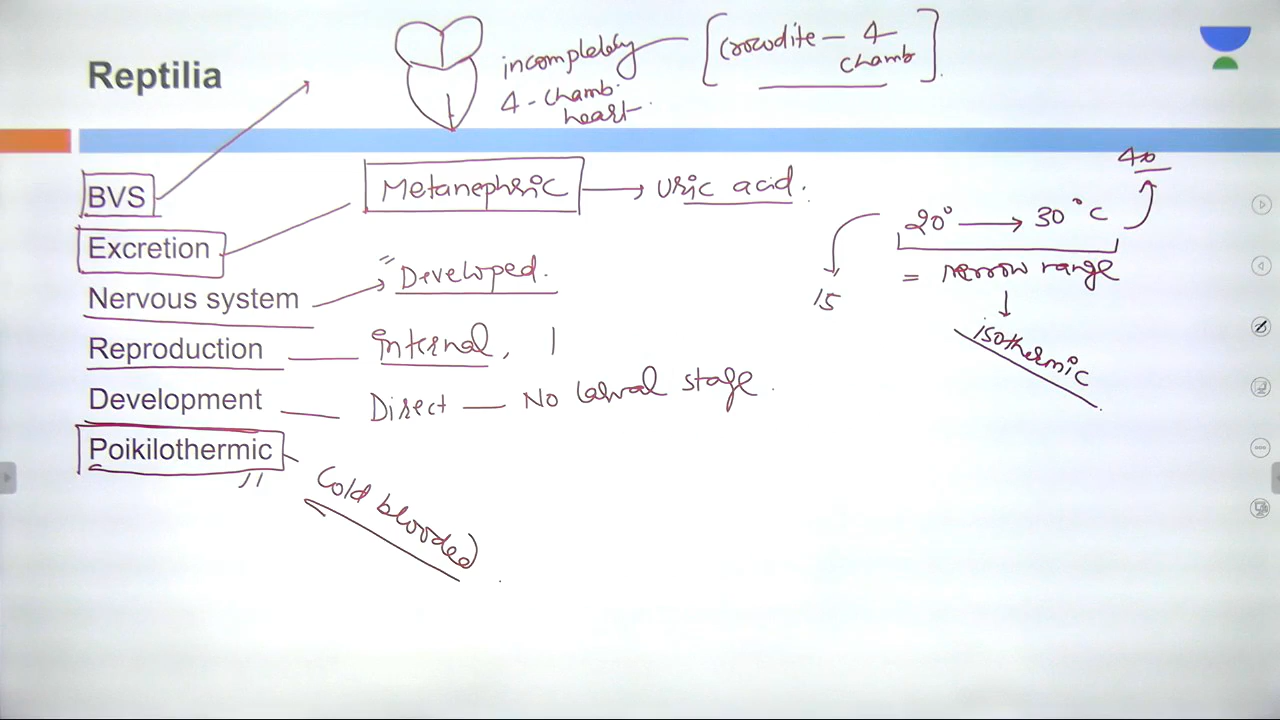 incompletely [crocodite - 4
chamb]
4-chamb.
heart.
Reptilia
BVS
Metanephric → Uric acid.
Excretion
Nervous system → "Developed.
Reproduction — internal, |
Development — Direct — No larval stage.
Poikilothermic
Cold blooded
40
20° → 30°C
= nerrow range
15
isothermic